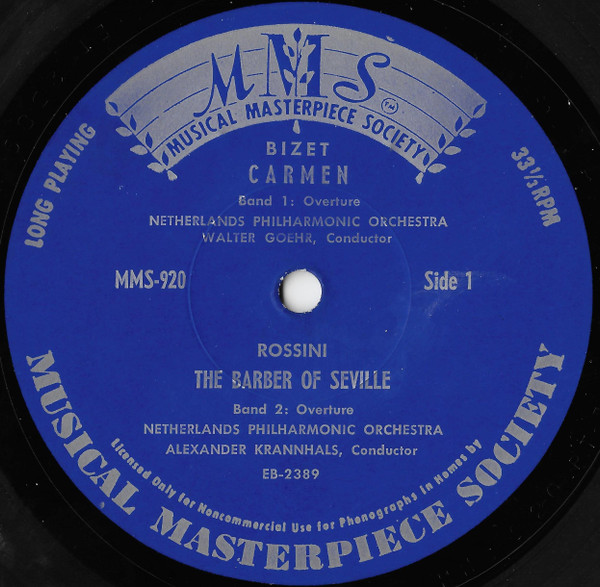 MMS
TM
MUSICAL MASTERPIECE SOCIETY
LONG PLAYING
33 1/3 RPM
BIZET
CARMEN
Band 1: Overture
NETHERLANDS PHILHARMONIC ORCHESTRA
WALTER GOEHR, Conductor
MMS-920
Side 1
ROSSINI
THE BARBER OF SEVILLE
Band 2: Overture
NETHERLANDS PHILHARMONIC ORCHESTRA
ALEXANDER KRANNHALS, Conductor
EB-2389
Licensed Only for Noncommercial Use for Phonographs in Homes by
MUSICAL MASTERPIECE SOCIETY